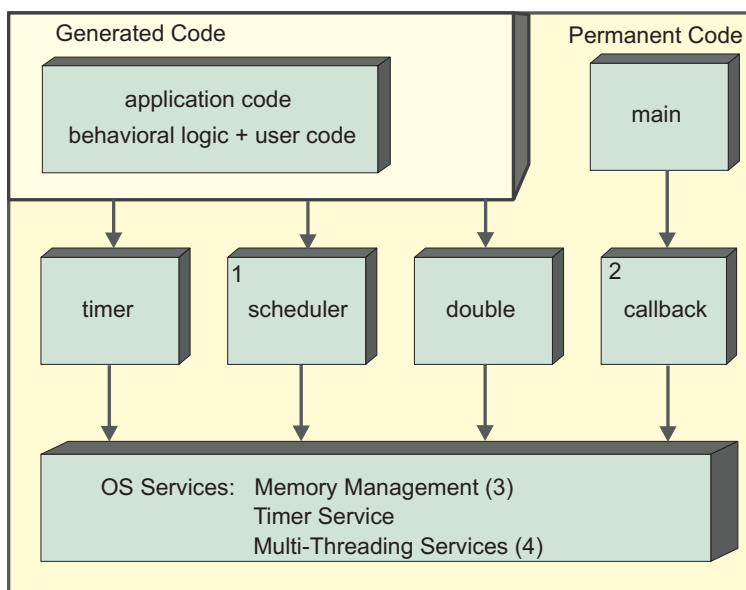 Generated Code
Permanent Code
application code
behavioral logic + user code
main
timer
1
scheduler
double
2
callback
OS Services: Memory Management (3)
Timer Service
Multi-Threading Services (4)